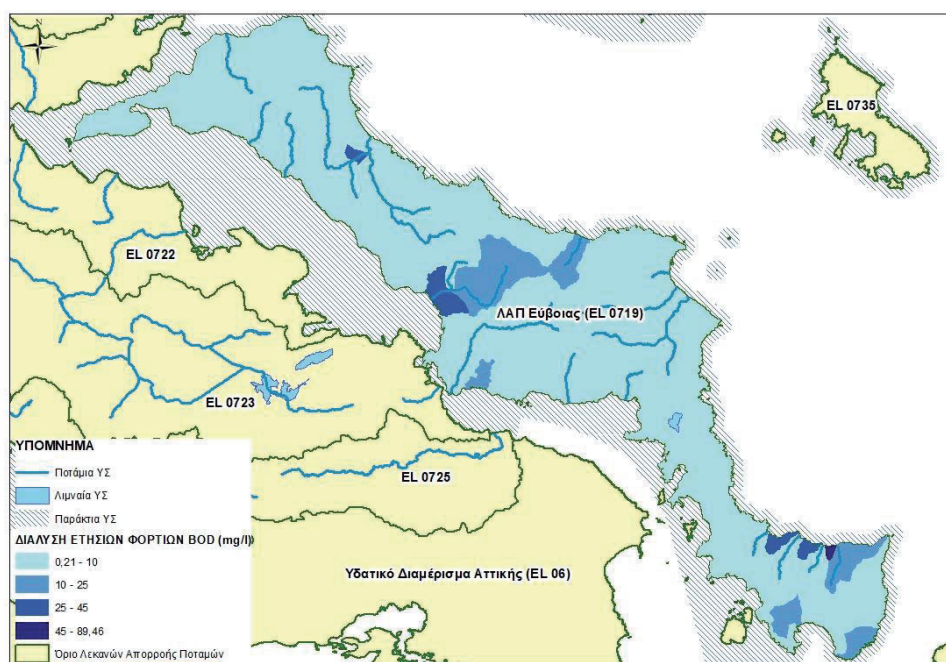 N
EL 0735
EL 0722
ΛΑΠ Εύβοιας (EL 0719)
EL 0723
EL 0725
Υδατικό Διαμέρισμα Αττικής (EL 06)
ΥΠΟΜΝΗΜΑ
Ποτάμια ΥΣ
Λιμναία ΥΣ
Παράκτια ΥΣ
ΔΙΑΛΥΣΗ ΕΤΗΣΙΩΝ ΦΟΡΤΙΩΝ BOD (mg/l)
0,21 - 10
10 - 25
25 - 45
45 - 89,46
Όριο Λεκανών Απορροής Ποταμών